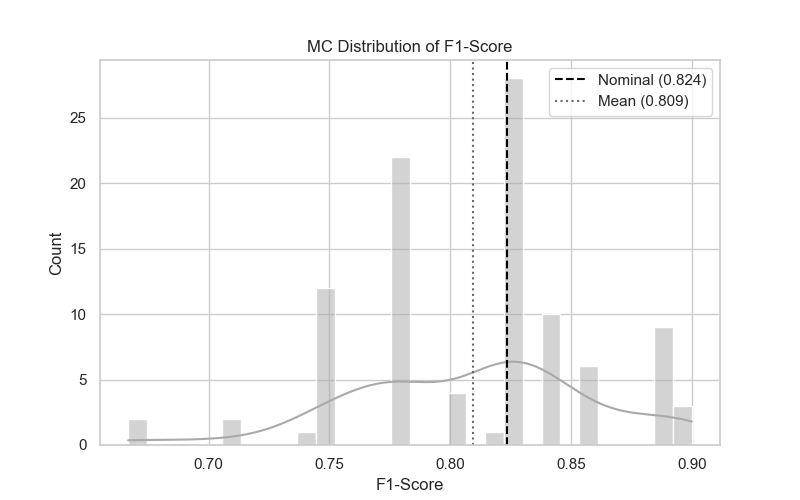 MC Distribution of F1-Score
Nominal (0.824)
Mean (0.809)
Count
25
20
15
10
5
0
0.70 0.75 0.80 0.85 0.90
F1-Score